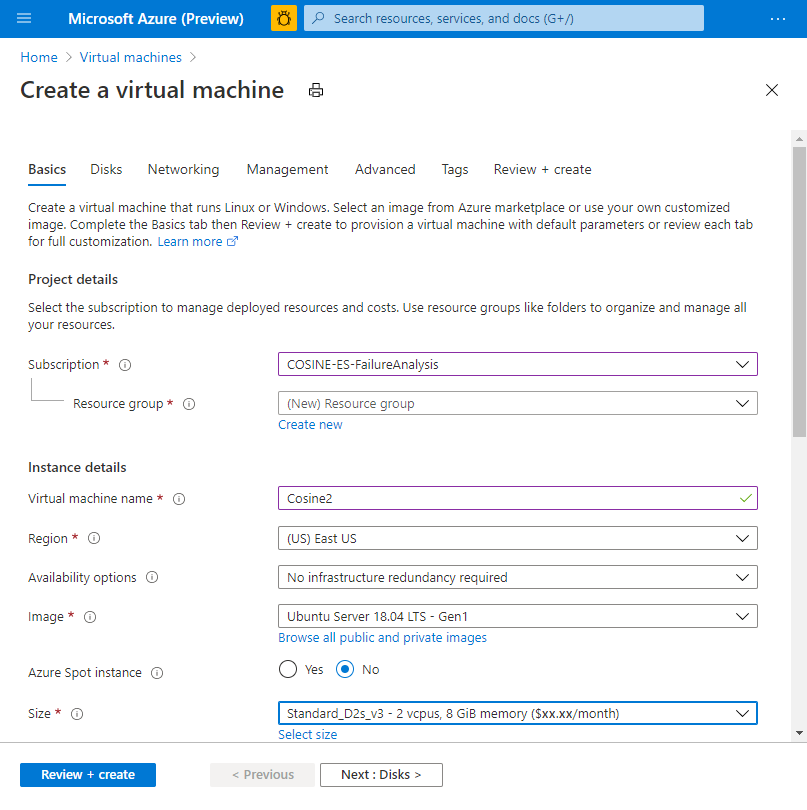 Microsoft Azure (Preview)
Search resources, services, and docs (G+/)
...
Home > Virtual machines >
Create a virtual machine
Basics Disks Networking Management Advanced Tags Review + create
Create a virtual machine that runs Linux or Windows. Select an image from Azure marketplace or use your own customized
image. Complete the Basics tab then Review + create to provision a virtual machine with default parameters or review each tab
for full customization. Learn more
Project details
Select the subscription to manage deployed resources and costs. Use resource groups like folders to organize and manage all
your resources.
Subscription * COSINE-ES-FailureAnalysis
Resource group * (New) Resource group
Create new
Instance details
Virtual machine name * Cosine2
Region * (US) East US
Availability options No infrastructure redundancy required
Image * Ubuntu Server 18.04 LTS - Gen1
Browse all public and private images
Azure Spot instance Yes No
Size * Standard_D2s_v3 - 2 vcpus, 8 GiB memory ($xx.xx/month)
Select size
Review + create < Previous Next : Disks >